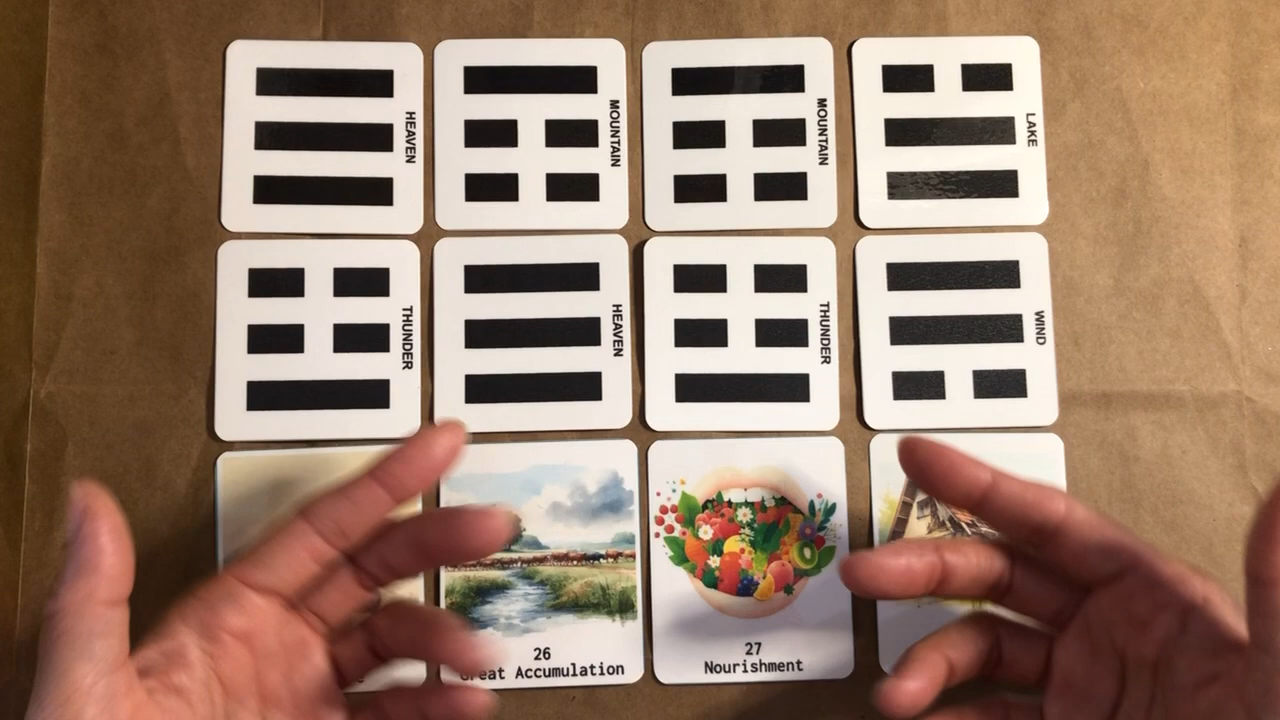 HEAVEN
MOUNTAIN
MOUNTAIN
LAKE
THUNDER
HEAVEN
THUNDER
WIND
26
Great Accumulation
27
Nourishment